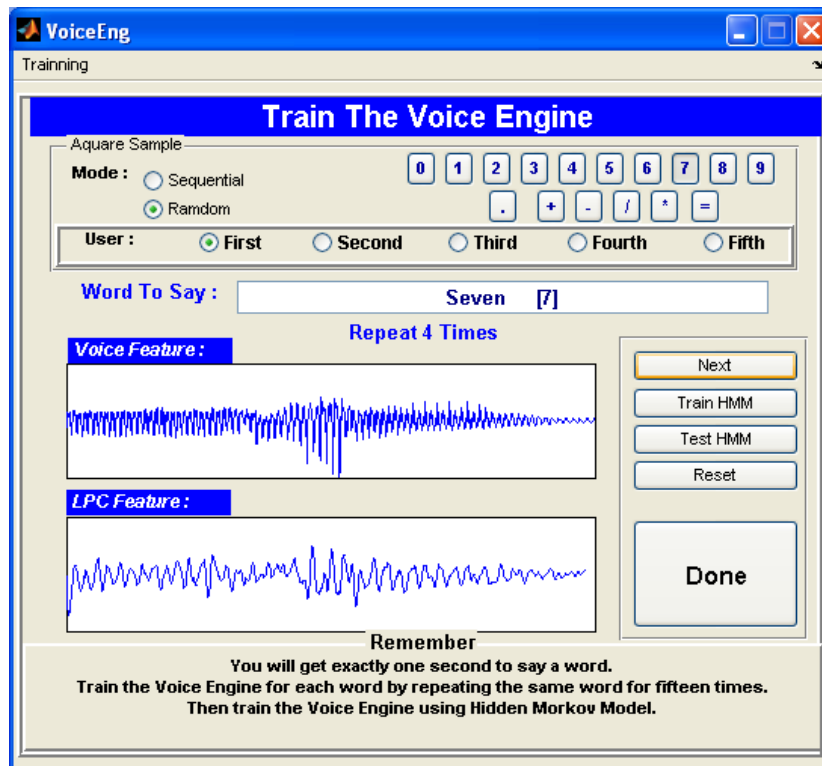 VoiceEng
Trainning
Train The Voice Engine
Aquare Sample
Mode :
Sequential
0 1 2 3 4 5 6 7 8 9
Ramdom
. + - / * =
User : First Second Third Fourth Fifth
Word To Say : Seven [7]
Repeat 4 Times
Voice Feature :
Next
Train HMM
Test HMM
Reset
LPC Feature :
Done
Remember
You will get exactly one second to say a word.
Train the Voice Engine for each word by repeating the same word for fifteen times.
Then train the Voice Engine using Hidden Morkov Model.